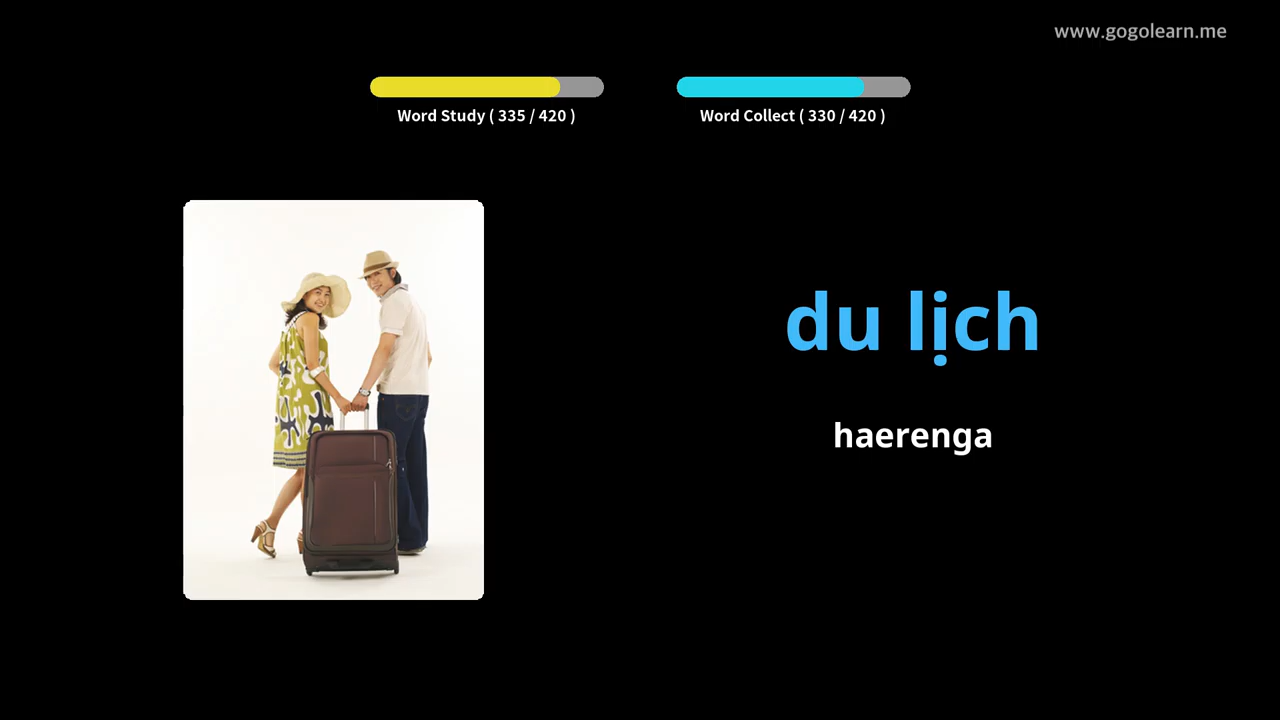 www.gogolearn.me
Word Study ( 335 / 420 )
Word Collect ( 330 / 420 )
du lịch
haerenga